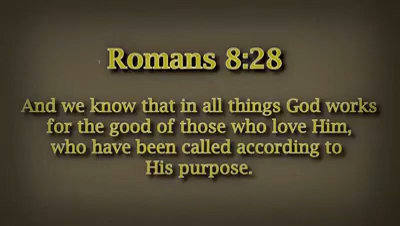 Romans 8:28
And we know that in all things God works
for the good of those who love Him,
who have been called according to
His purpose.